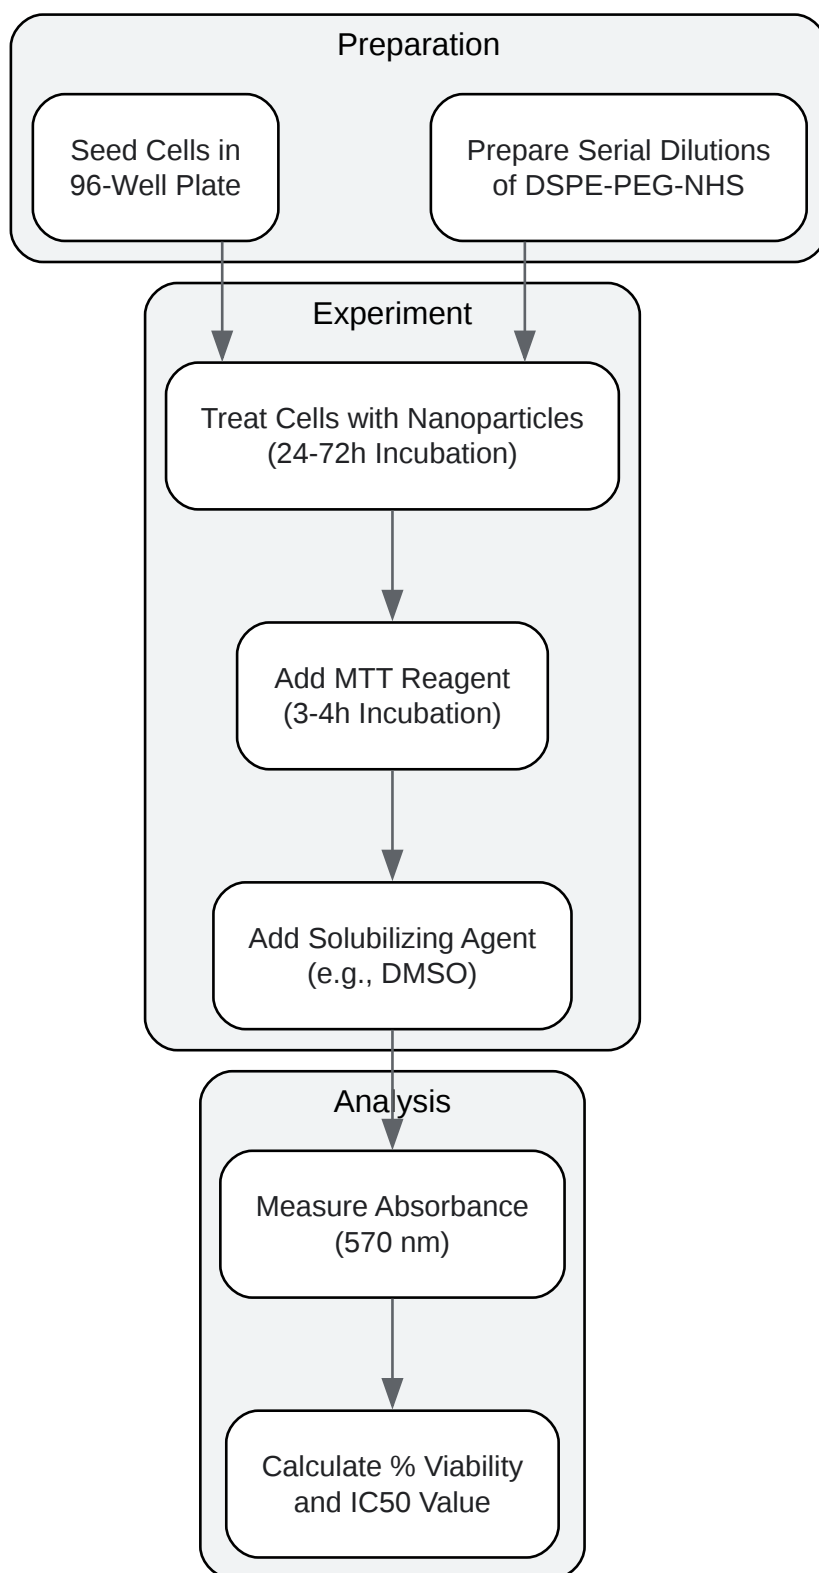 Preparation
Seed Cells in
96-Well Plate
Prepare Serial Dilutions
of DSPE-PEG-NHS
Experiment
Treat Cells with Nanoparticles
(24-72h Incubation)
Add MTT Reagent
(3-4h Incubation)
Add Solubilizing Agent
(e.g., DMSO)
Analysis
Measure Absorbance
(570 nm)
Calculate % Viability
and IC50 Value